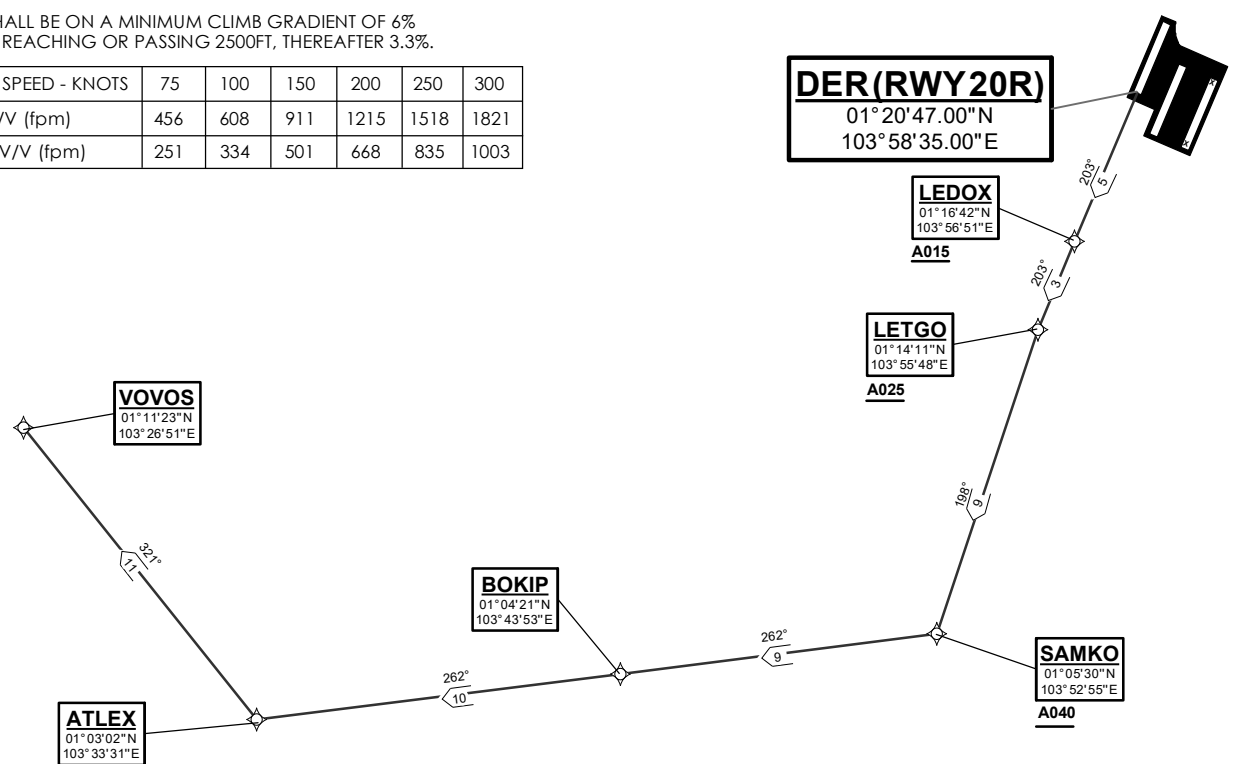 HALL BE ON A MINIMUM CLIMB GRADIENT OF 6%
REACHING OR PASSING 2500FT, THEREAFTER 3.3%.
SPEED - KNOTS 75 100 150 200 250 300
/V (fpm) 456 608 911 1215 1518 1821
V/V (fpm) 251 334 501 668 835 1003
DER(RWY20R)
01°20'47.00"N
103°58'35.00"E
x
x
203°
5
LEDOX
01°16'42"N
103°56'51"E
A015
203°
3
LETGO
01°14'11"N
103°55'48"E
A025
VOVOS
01°11'23"N
103°26'51"E
198°
9
321°
11
BOKIP
01°04'21"N
103°43'53"E
262°
9
SAMKO
01°05'30"N
103°52'55"E
A040
262°
10
ATLEX
01°03'02"N
103°33'31"E